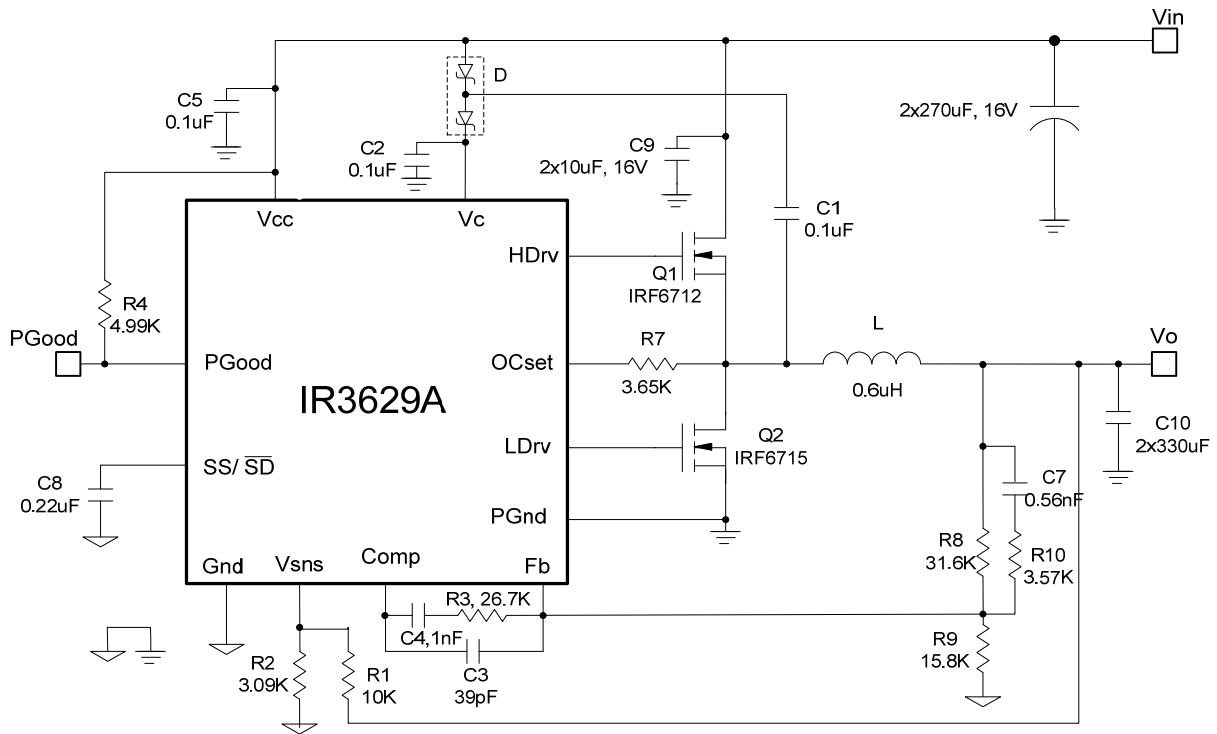 Vin
D
C5
0.1uF
2x270uF, 16V
C2
0.1uF
C9
2x10uF, 16V
C1
0.1uF
Vcc
Vc
HDrv
Q1
IRF6712
R4
4.99K
PGood
PGood
OCset
R7
3.65K
L
0.6uH
Vo
IR3629A
LDrv
Q2
IRF6715
C10
2x330uF
SS/ SD
C8
0.22uF
C7
0.56nF
PGnd
R8
31.6K
R10
3.57K
Gnd
Vsns
Comp
Fb
R3, 26.7K
C4,1nF
R9
15.8K
R2
3.09K
R1
10K
C3
39pF